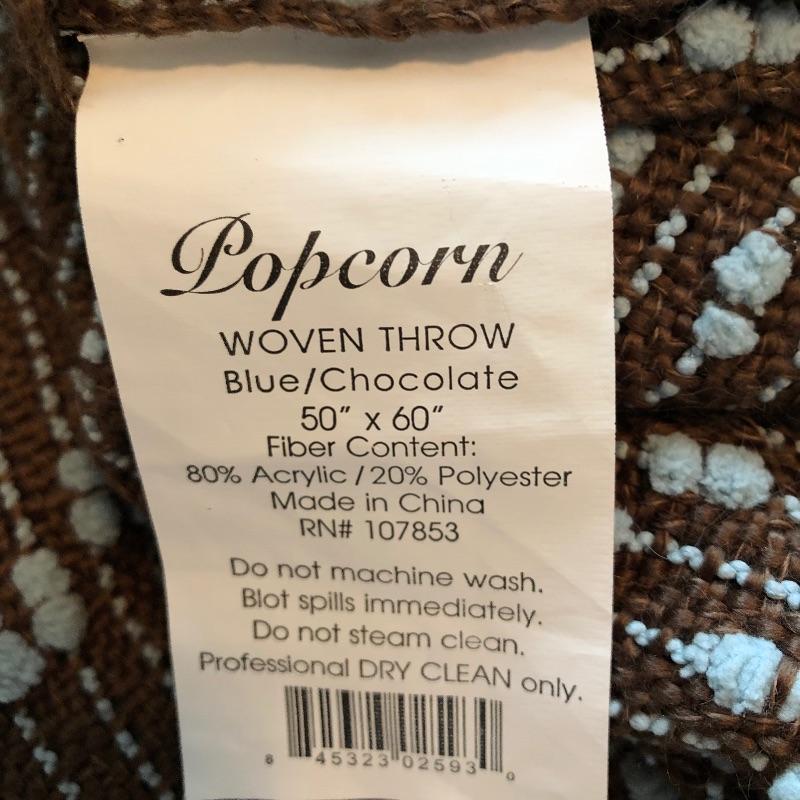 Popcorn
WOVEN THROW
Blue/Chocolate
50” x 60”
Fiber Content:
80% Acrylic / 20% Polyester
Made in China
RN# 107853
Do not machine wash.
Blot spills immediately.
Do not steam clean.
Professional DRY CLEAN only.
8 45323 02593 0